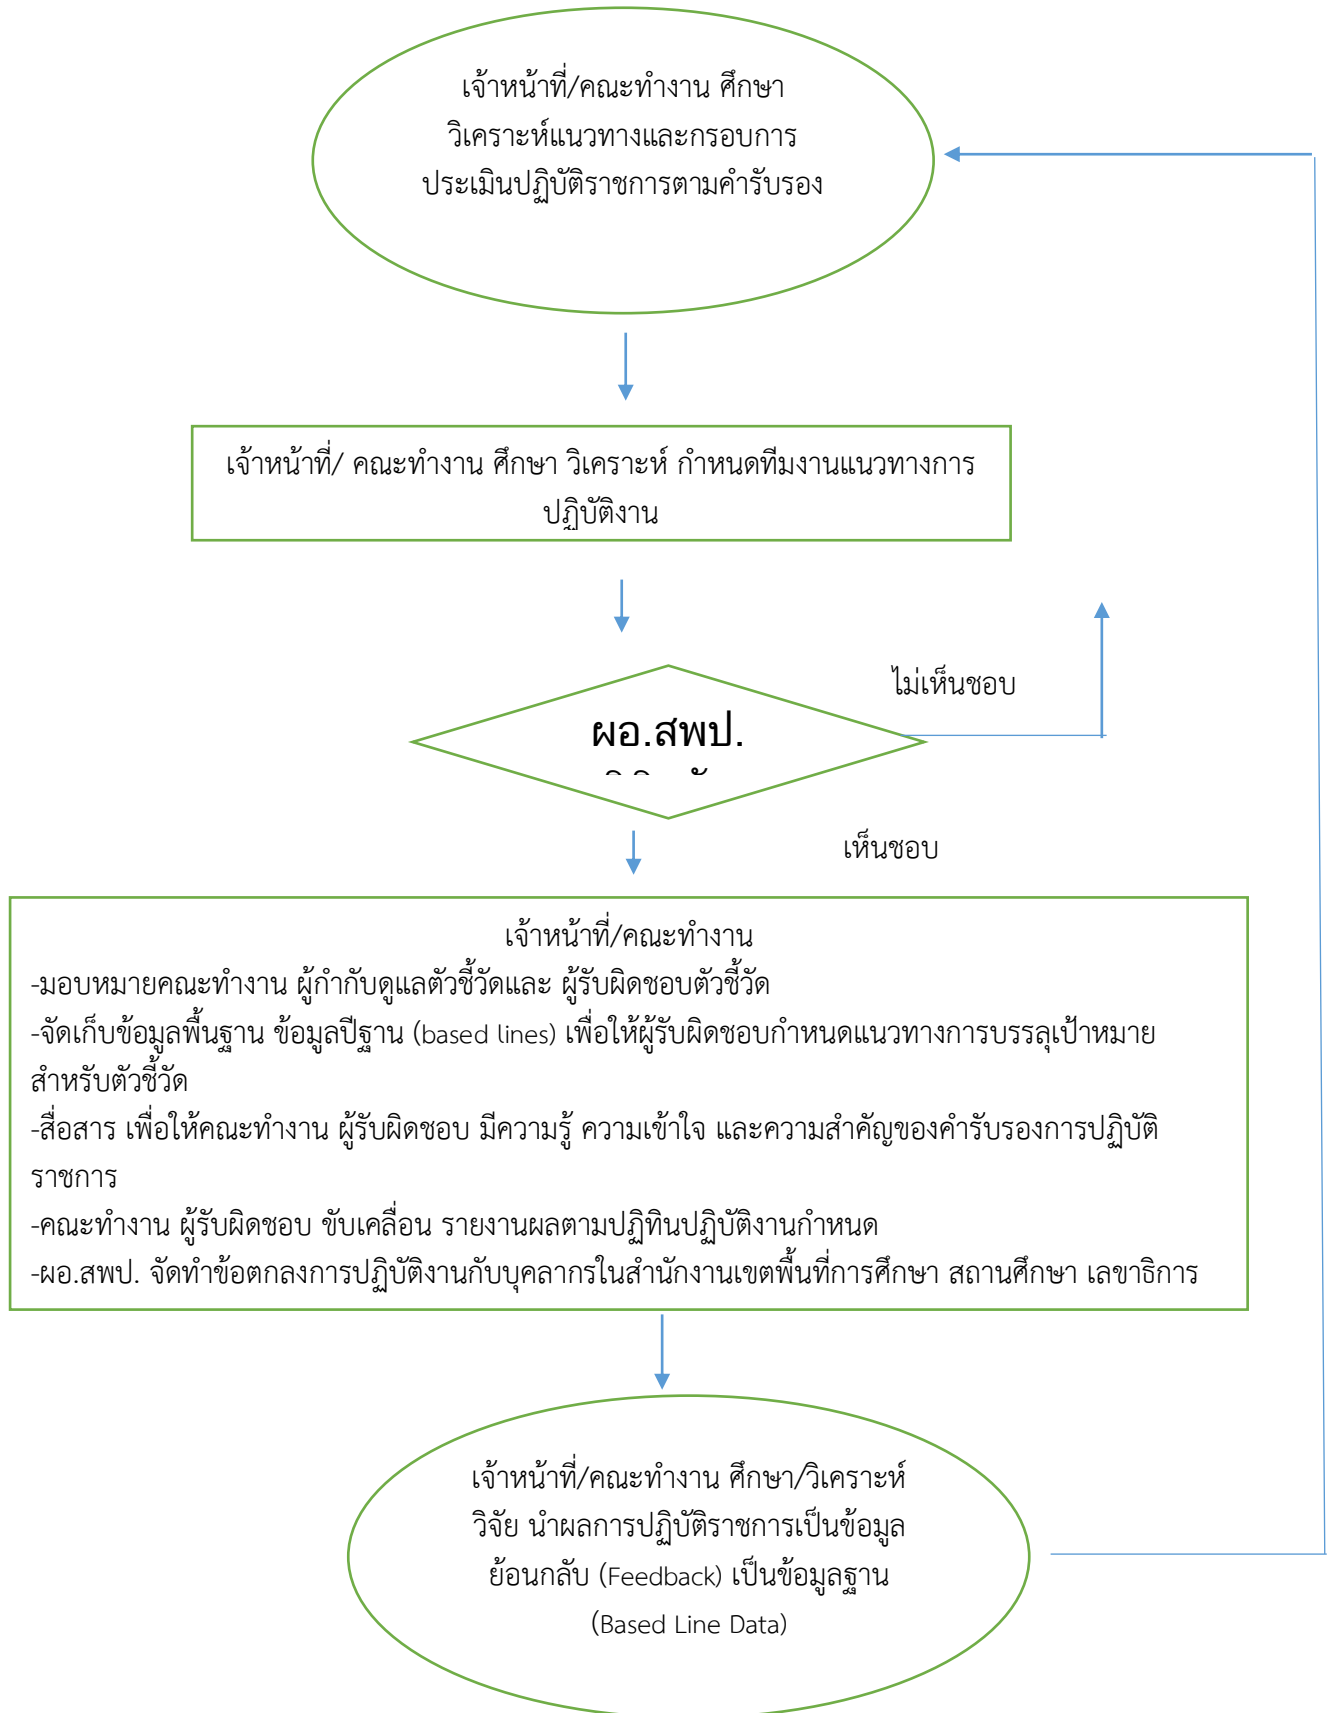 เจ้าหน้าที่/คณะทำงาน ศึกษา
วิเคราะห์แนวทางและกรอบการ
ประเมินปฏิบัติราชการตามคำรับรอง
เจ้าหน้าที่/ คณะทำงาน ศึกษา วิเคราะห์ กำหนดทีมงานแนวทางการ
ปฏิบัติงาน
ไม่เห็นชอบ
ผอ.สพป.
เห็นชอบ
เจ้าหน้าที่/คณะทำงาน
-มอบหมายคณะทำงาน ผู้กำกับดูแลตัวชี้วัดและ ผู้รับผิดชอบตัวชี้วัด
-จัดเก็บข้อมูลพื้นฐาน ข้อมูลปีฐาน (based lines) เพื่อให้ผู้รับผิดชอบกำหนดแนวทางการบรรลุเป้าหมาย
สำหรับตัวชี้วัด
-สื่อสาร เพื่อให้คณะทำงาน ผู้รับผิดชอบ มีความรู้ ความเข้าใจ และความสำคัญของคำรับรองการปฏิบัติ
ราชการ
-คณะทำงาน ผู้รับผิดชอบ ขับเคลื่อน รายงานผลตามปฏิทินปฏิบัติงานกำหนด
-ผอ.สพป. จัดทำข้อตกลงการปฏิบัติงานกับบุคลากรในสำนักงานเขตพื้นที่การศึกษา สถานศึกษา เลขาธิการ
เจ้าหน้าที่/คณะทำงาน ศึกษา/วิเคราะห์
วิจัย นำผลการปฏิบัติราชการเป็นข้อมูล
ย้อนกลับ (Feedback) เป็นข้อมูลฐาน
(Based Line Data)